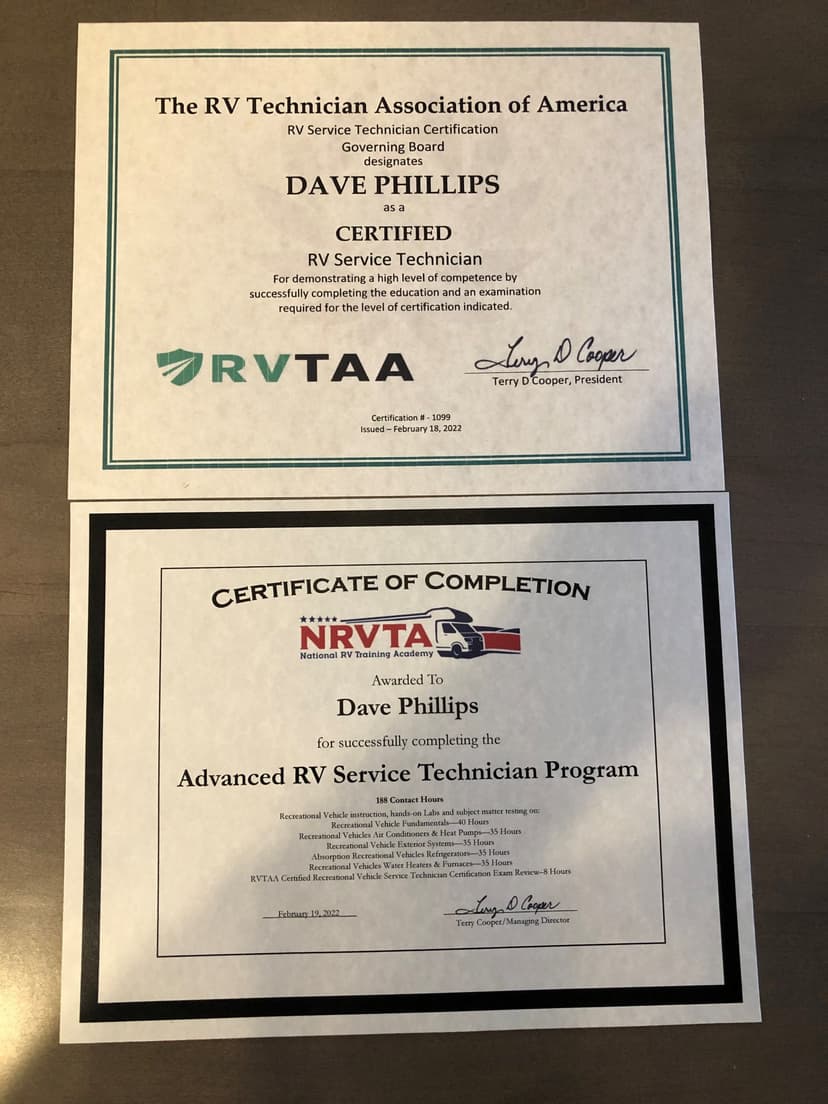 The RV Technician Association of America
RV Service Technician Certification
Governing Board
designates
DAVE PHILLIPS
as a
CERTIFIED
RV Service Technician
For demonstrating a high level of competence by
successfully completing the education and an examination
required for the level of certification indicated.
RVTAA
Terry D Cooper
Terry D Cooper, President
Certification # - 1099
Issued – February 18, 2022
CERTIFICATE OF COMPLETION
NRVTA
National RV Training Academy
Awarded To
Dave Phillips
for successfully completing the
Advanced RV Service Technician Program
188 Contact Hours
Recreational Vehicle instruction, hands-on Labs and subject matter testing on:
Recreational Vehicle Fundamentals—40 Hours
Recreational Vehicles Air Conditioners & Heat Pumps—35 Hours
Recreational Vehicle Exterior Systems—35 Hours
Absorption Recreational Vehicles Refrigerators—35 Hours
Recreational Vehicles Water Heaters & Furnaces—35 Hours
RVTAA Certified Recreational Vehicle Service Technician Certification Exam Review–8 Hours
Terry D Cooper
February 19, 2022
Terry Cooper/Managing Director